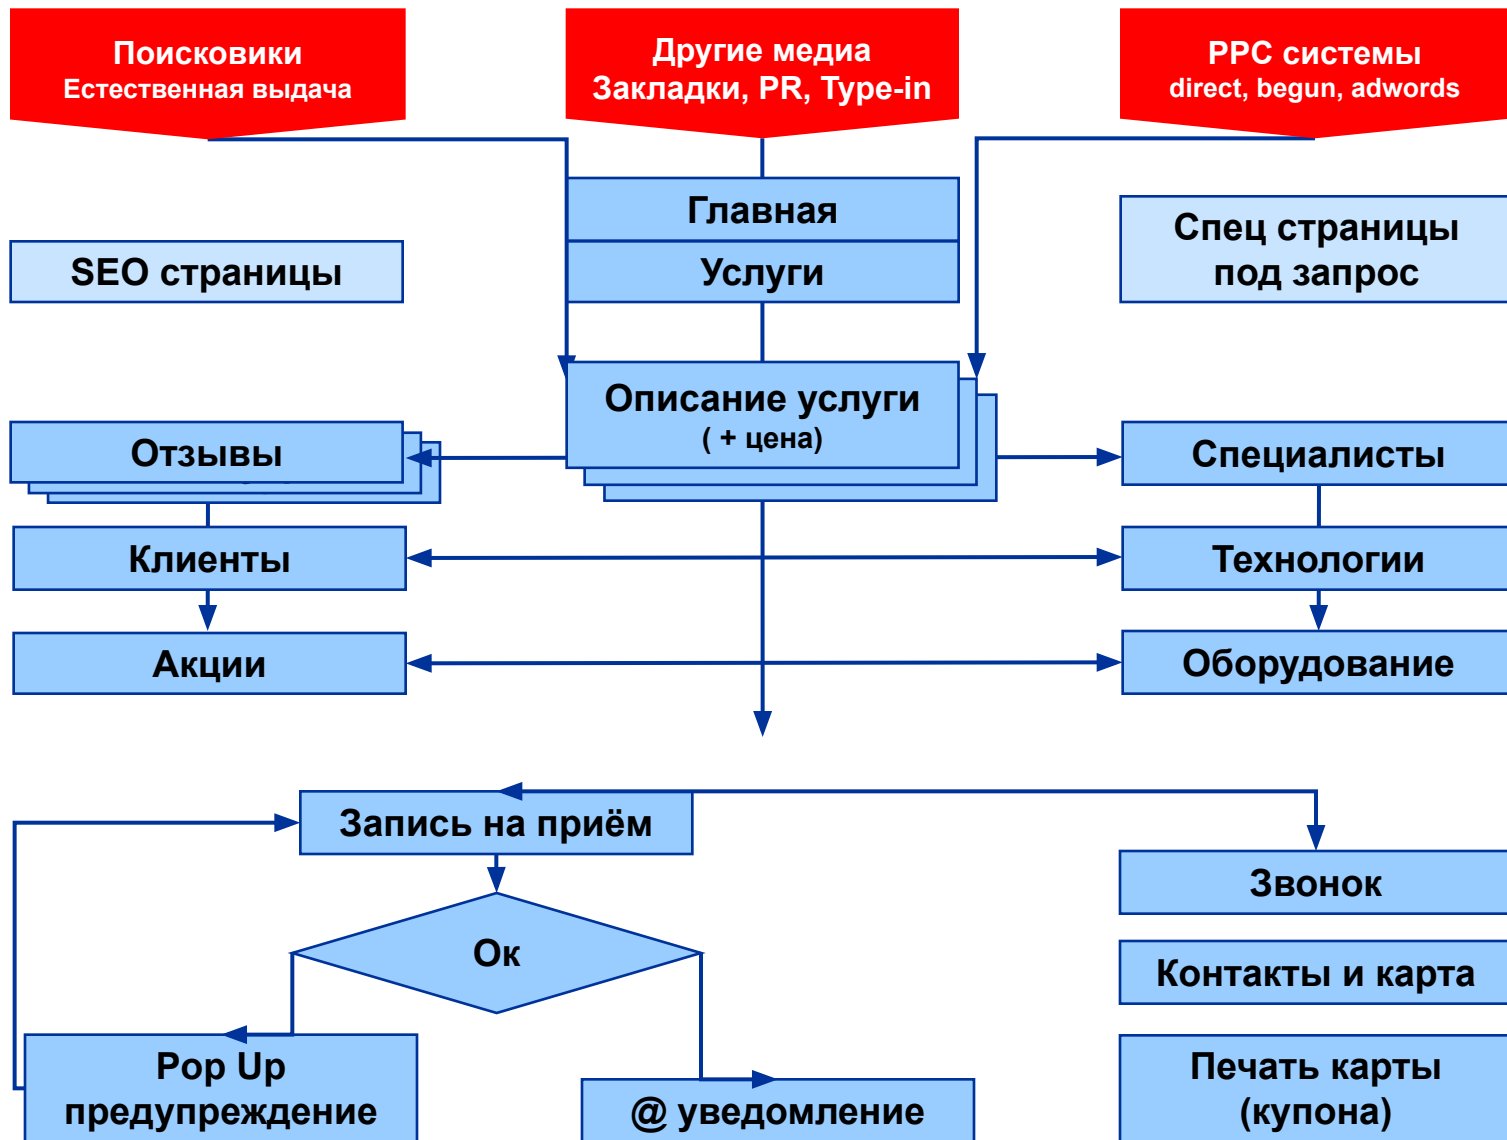 Поисковики
Естественная выдача
Другие медиа
Закладки, PR, Type-in
PPC системы
direct, begun, adwords
Главная
Услуги
SEO страницы
Спец страницы
под запрос
Описание услуги
( + цена)
Отзывы
Специалисты
Клиенты
Технологии
Акции
Оборудование
Запись на приём
Звонок
Ок
Контакты и карта
Pop Up
предупреждение
@ уведомление
Печать карты
(купона)